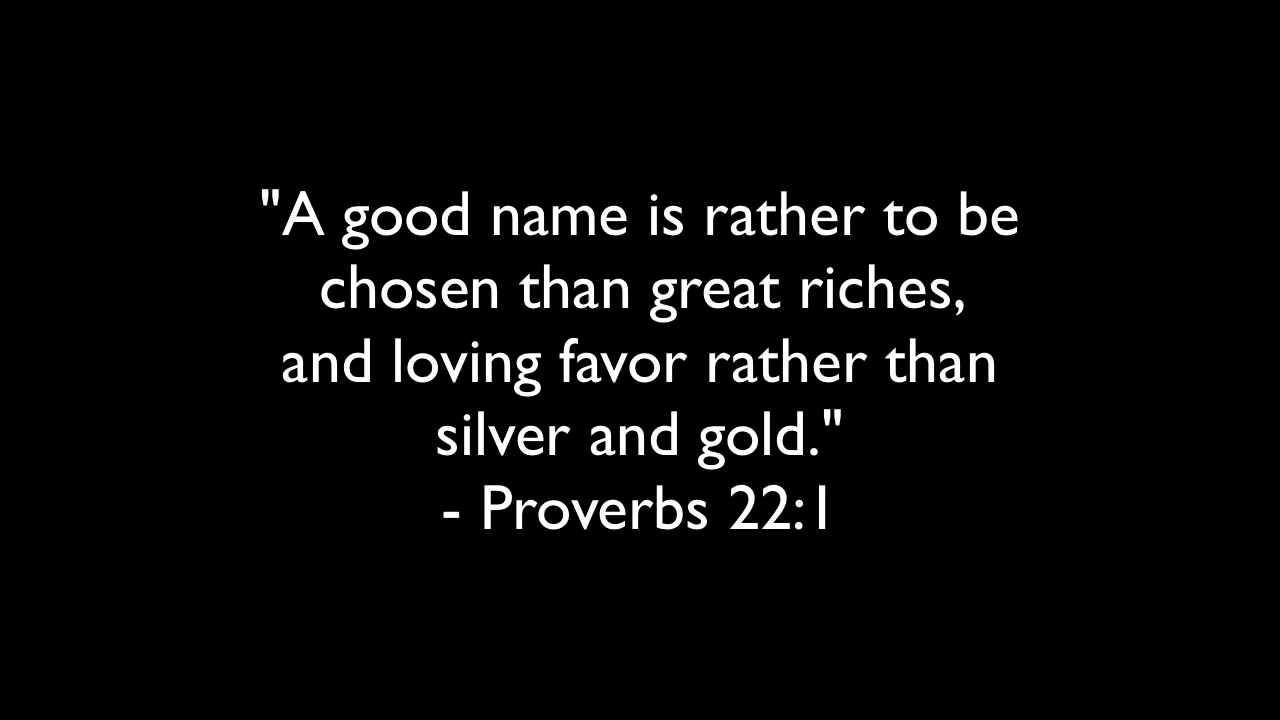 "A good name is rather to be
chosen than great riches,
and loving favor rather than
silver and gold."
- Proverbs 22:1